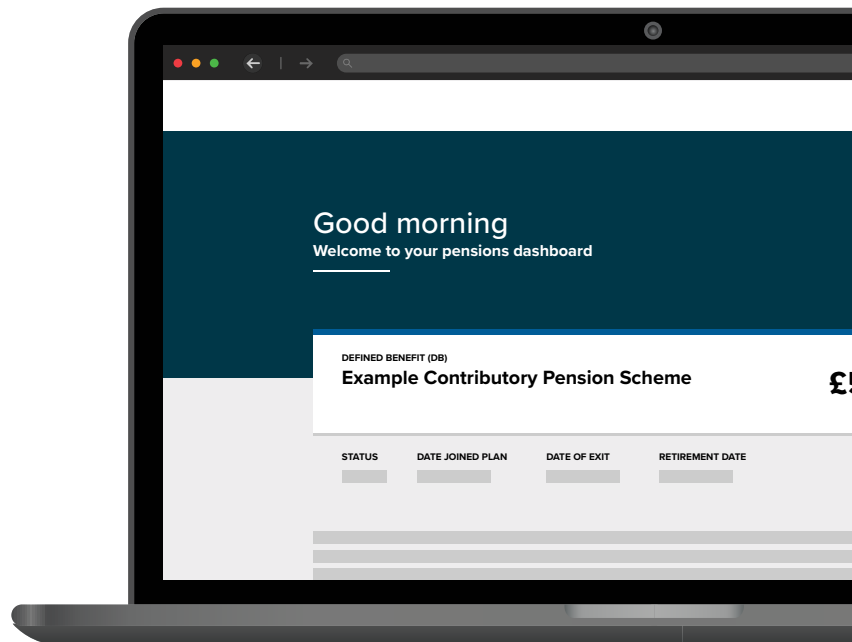 Good morning
Welcome to your pensions dashboard
DEFINED BENEFIT (DB)
Example Contributory Pension Scheme
£
STATUS DATE JOINED PLAN DATE OF EXIT RETIREMENT DATE